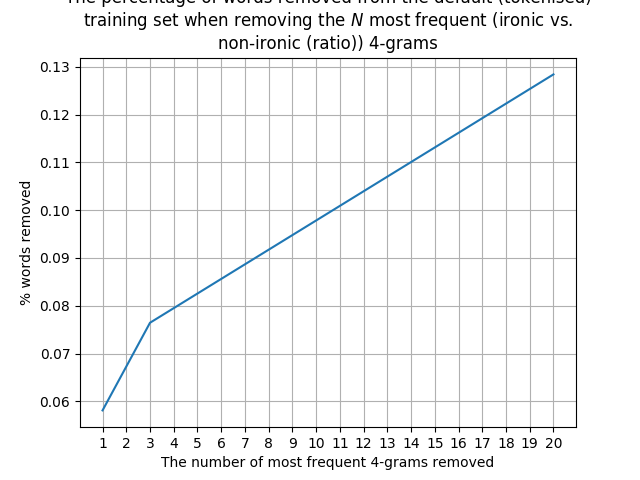 The percentage of words removed from the default (tokenised)
training set when removing the N most frequent (ironic vs.
non-ironic (ratio)) 4-grams
0.13
0.12
0.11
0.10
0.09
0.08
0.07
0.06
% words removed
1 2 3 4 5 6 7 8 9 10 11 12 13 14 15 16 17 18 19 20
The number of most frequent 4-grams removed